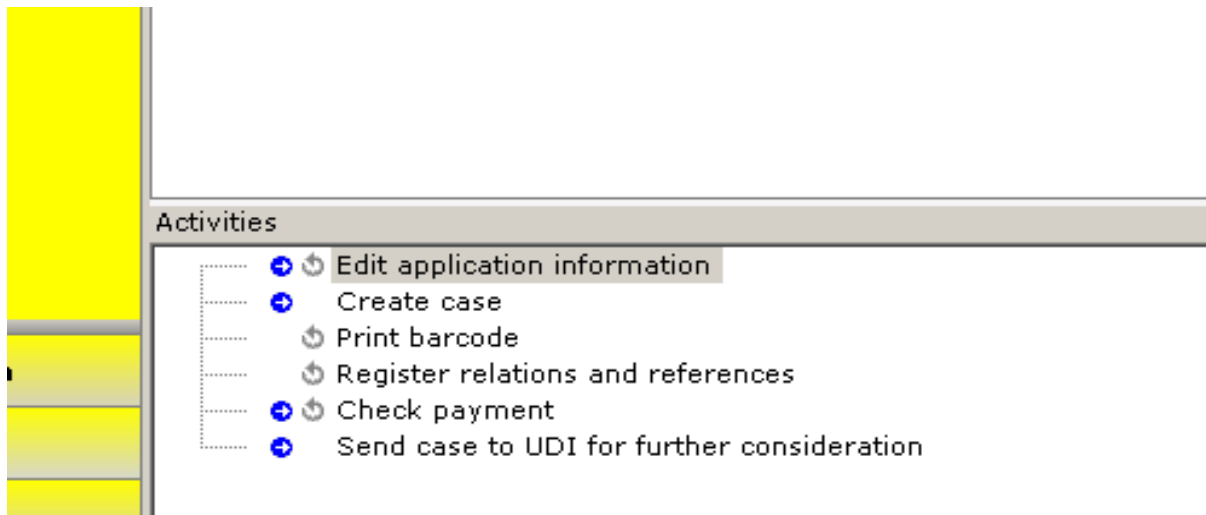 Activities
Edit application information
Create case
Print barcode
Register relations and references
Check payment
Send case to UDI for further consideration